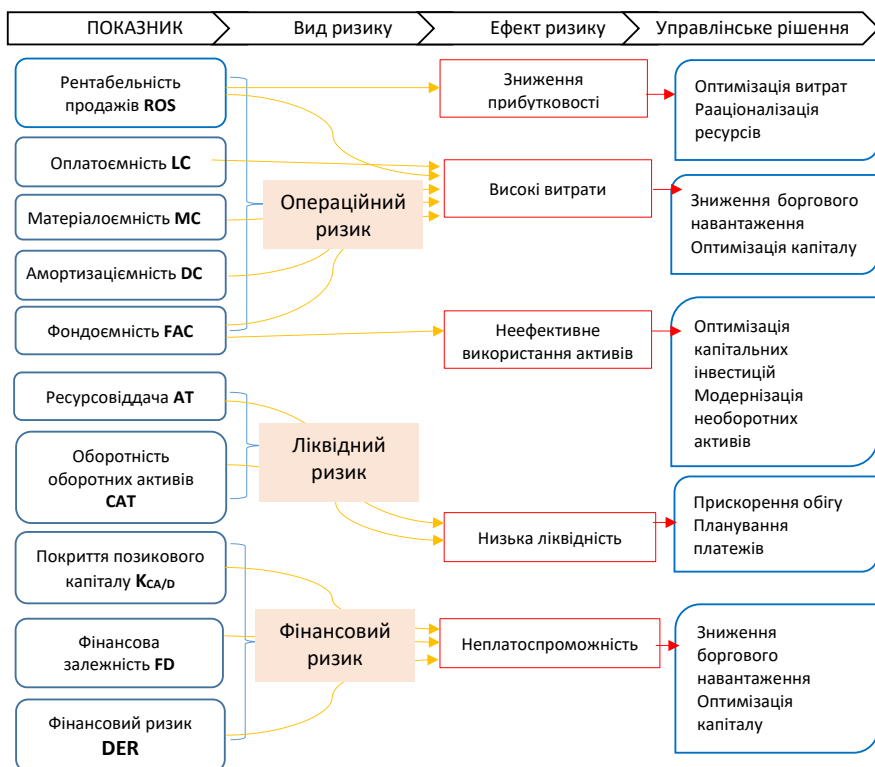 ПОКАЗНИК
Вид ризику
Ефект ризику
Управлінське рішення
Рентабельність
продажів ROS
Оплатоємність LC
Матеріалоємність MC
Амортизаціємність DC
Фондоємність FAC
Ресурсовіддача AT
Оборотність
оборотних активів
CAT
Покриття позикового
капіталу KCA/D
Фінансова
залежність FD
Фінансовий ризик
DER
Операційний
ризик
Ліквідний
ризик
Фінансовий
ризик
Зниження
прибутковості
Високі витрати
Неефективне
використання активів
Низька ліквідність
Неплатоспроможність
Оптимізація витрат
Рааціоналізація
ресурсів
Зниження боргового
навантаження
Оптимізація капіталу
Оптимізація
капітальних
інвестицій
Модернізація
необоротних
активів
Прискорення обігу
Планування
платежів
Зниження
боргового
навантаження
Оптимізація
капіталу